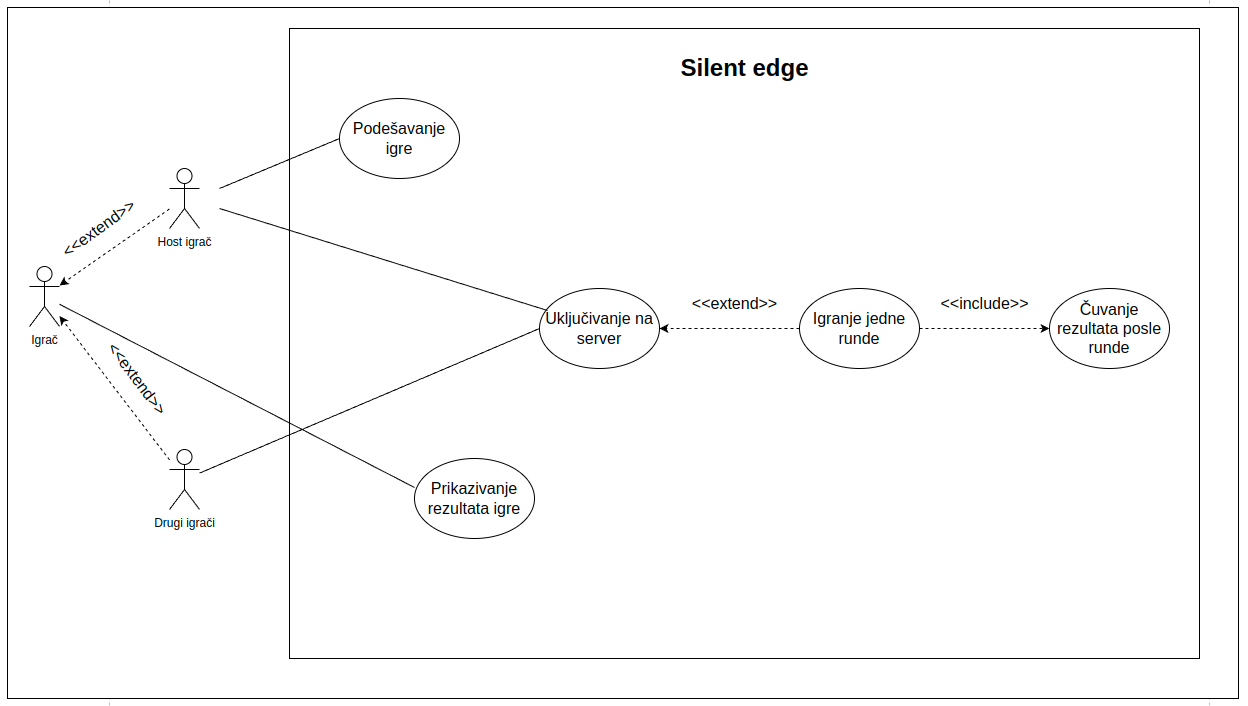 Silent edge
Podešavanje
igre
<<extend>>
Host igrač
Igrač
<<extend>>
Uključivanje na
server
<<extend>>
Igranje jedne
runde
<<include>>
Čuvanje
rezultata posle
runde
Drugi igrači
Prikazivanje
rezultata igre